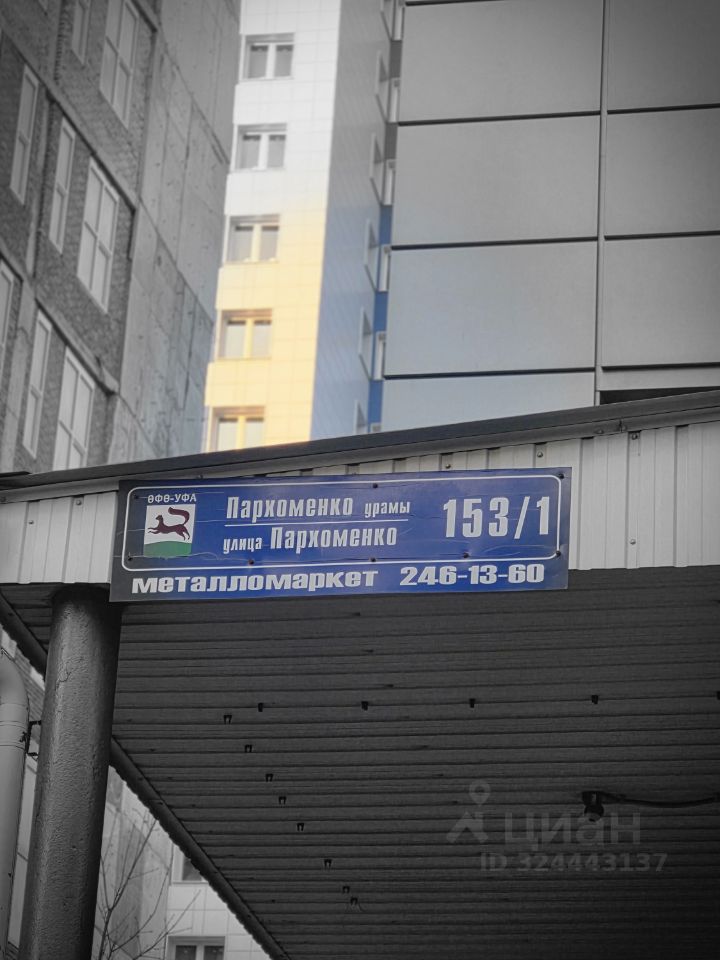 ӨФӨ-УФА
Пархоменко урамы
улица Пархоменко
153/1
металломаркет 246-13-60
циан
ID 324443137